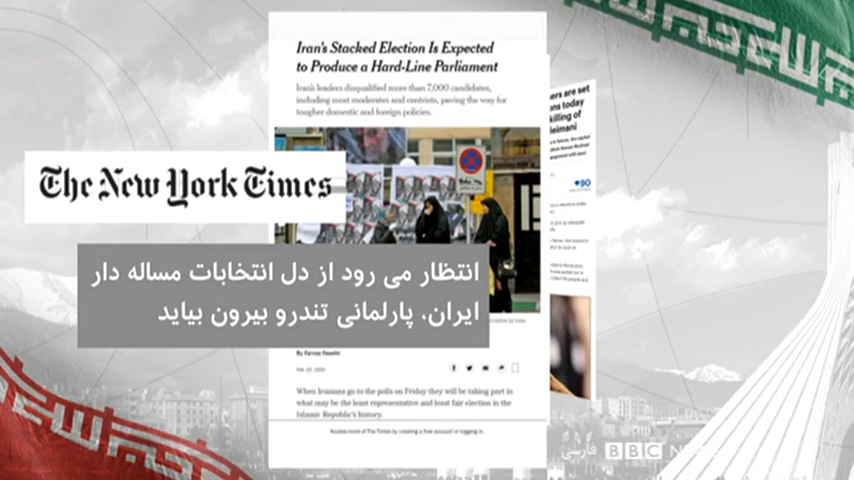 Iran's Stacked Election Is Expected
to Produce a Hard-Line Parliament
Iran's leaders disqualified more than 7,000 candidates,
including most moderates and centrists, paving the way for
tougher domestic and foreign policies.
ers are set
ons today
killing of
leimani
90
The New York Times
انتظار می رود از دل انتخابات مساله دار
ایران، پارلمانی تندرو بیرون بیاید
By Farnaz Fassihi
Feb. 20, 2020
When Iranians go to the polls on Friday they will be taking part in
what may be the least representative and least fair election in the
Islamic Republic's history.
Access more of The Times by creating a free account or logging in.
BBC NEWS فارسی